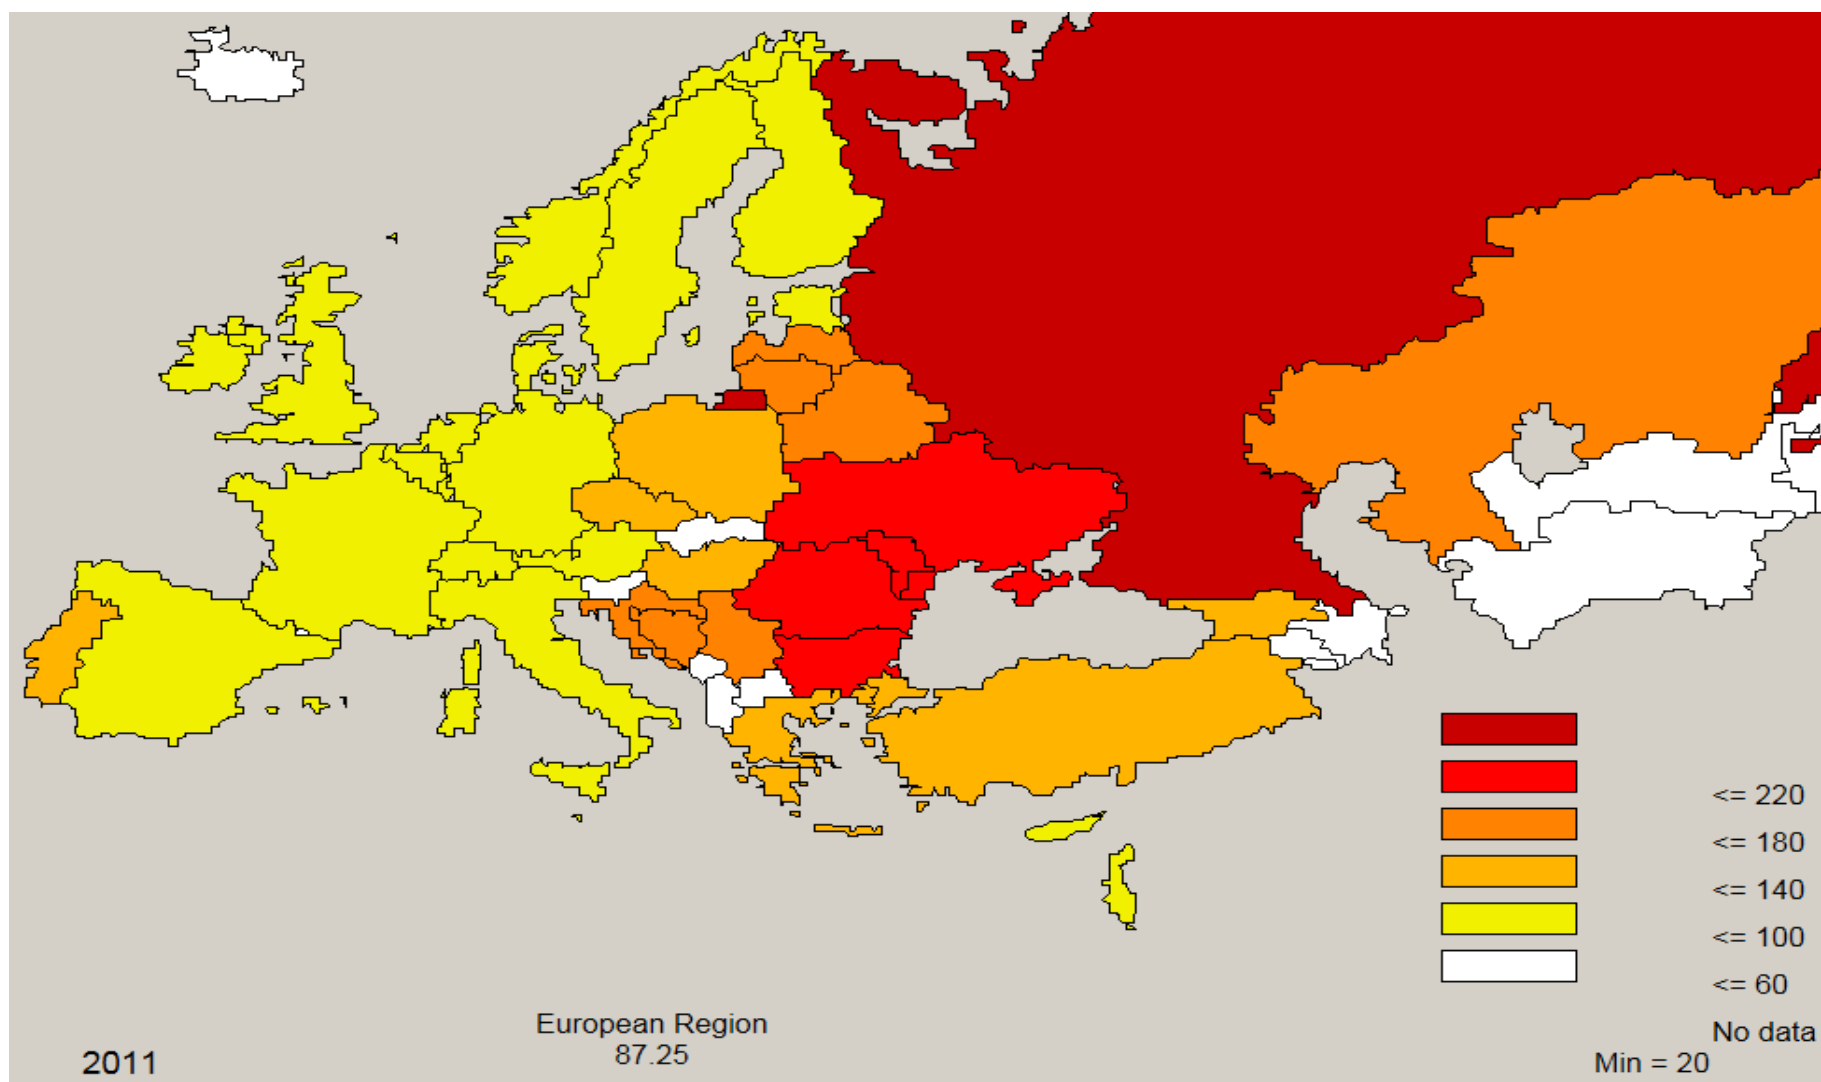 <= 220
<= 180
<= 140
<= 100
<= 60
No data
European Region
87.25
2011
Min = 20